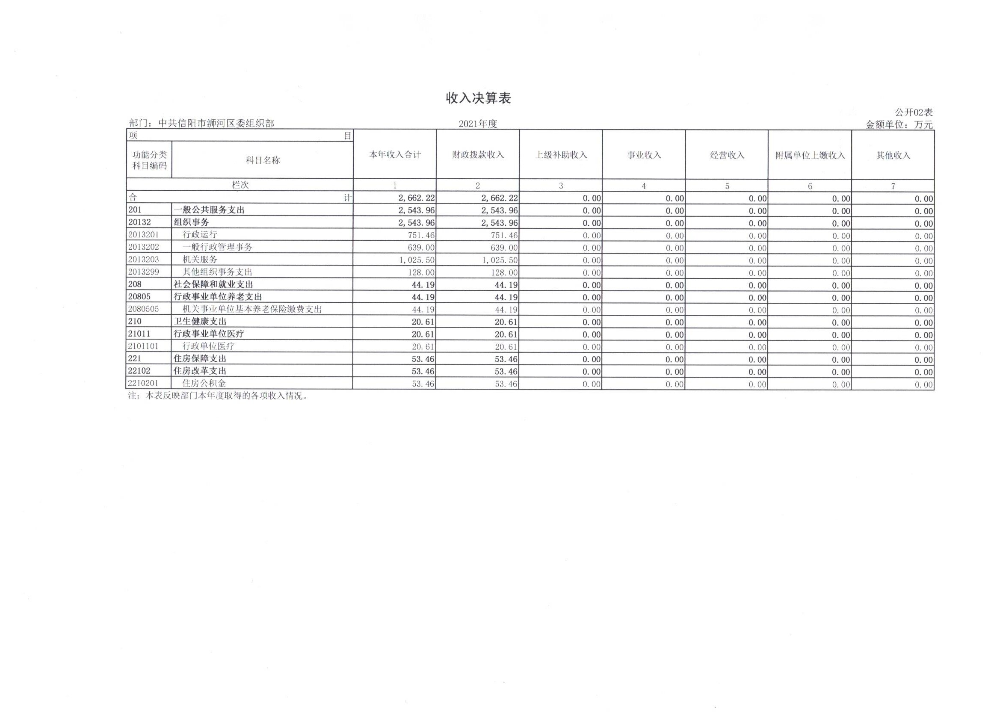 收入决算表
公开02表
部门：中共信阳市浉河区委组织部 2021年度 金额单位：万元
项 目 本年收入合计 财政拨款收入 上级补助收入 事业收入 经营收入 附属单位上缴收入 其他收入
功能分类科目编码 科目名称
栏次 1 2 3 4 5 6 7
合 计 2,662.22 2,662.22 0.00 0.00 0.00 0.00 0.00
201 一般公共服务支出 2,543.96 2,543.96 0.00 0.00 0.00 0.00 0.00
20132 组织事务 2,543.96 2,543.96 0.00 0.00 0.00 0.00 0.00
2013201 行政运行 751.46 751.46 0.00 0.00 0.00 0.00 0.00
2013202 一般行政管理事务 639.00 639.00 0.00 0.00 0.00 0.00 0.00
2013203 机关服务 1,025.50 1,025.50 0.00 0.00 0.00 0.00 0.00
2013299 其他组织事务支出 128.00 128.00 0.00 0.00 0.00 0.00 0.00
208 社会保障和就业支出 44.19 44.19 0.00 0.00 0.00 0.00 0.00
20805 行政事业单位养老支出 44.19 44.19 0.00 0.00 0.00 0.00 0.00
2080505 机关事业单位基本养老保险缴费支出 44.19 44.19 0.00 0.00 0.00 0.00 0.00
210 卫生健康支出 20.61 20.61 0.00 0.00 0.00 0.00 0.00
21011 行政事业单位医疗 20.61 20.61 0.00 0.00 0.00 0.00 0.00
2101101 行政单位医疗 20.61 20.61 0.00 0.00 0.00 0.00 0.00
221 住房保障支出 53.46 53.46 0.00 0.00 0.00 0.00 0.00
22102 住房改革支出 53.46 53.46 0.00 0.00 0.00 0.00 0.00
2210201 住房公积金 53.46 53.46 0.00 0.00 0.00 0.00 0.00
注：本表反映部门本年度取得的各项收入情况。